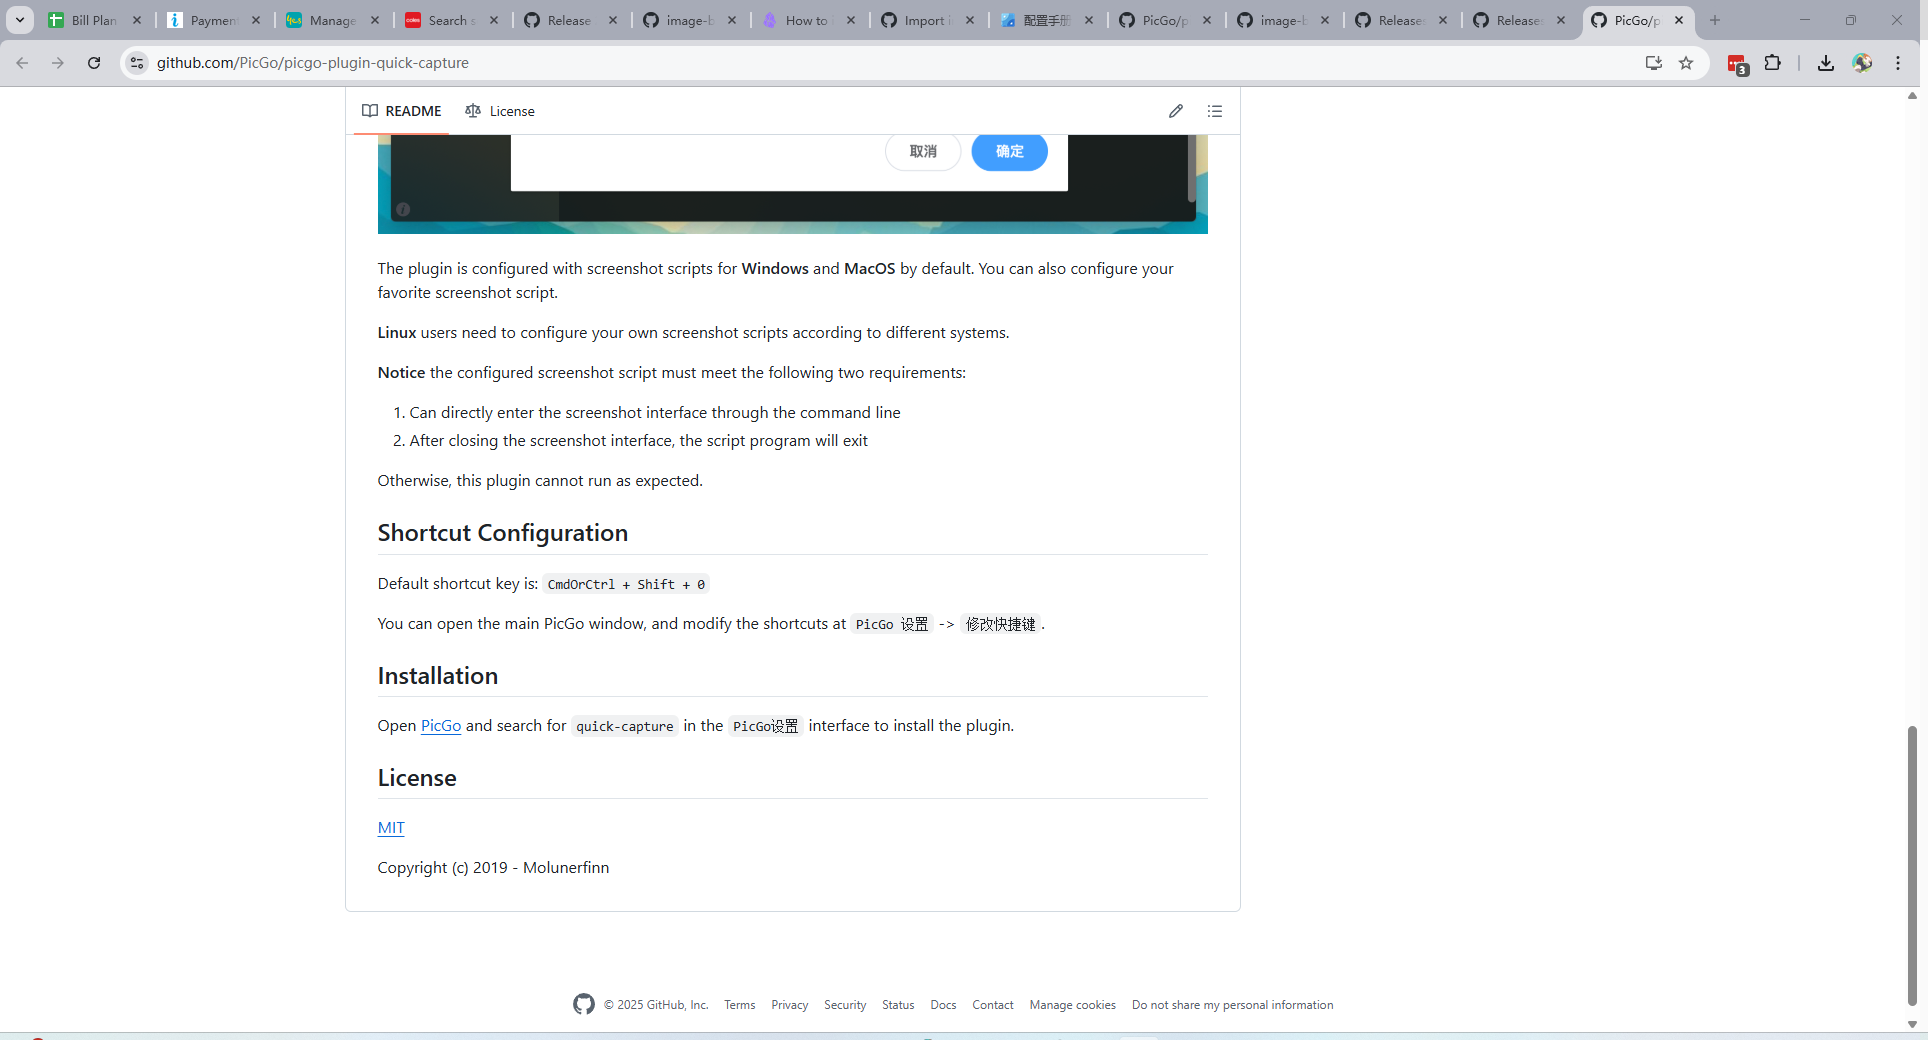 Bill Plan
Payment
Manage
Search s
Release
image-b
How to i
Import i
配置手册
PicGo/p
image-b
Releases
Releases
PicGo/p
github.com/PicGo/picgo-plugin-quick-capture
3
README
License
取消
确定
The plugin is configured with screenshot scripts for Windows and MacOS by default. You can also configure your
favorite screenshot script.
Linux users need to configure your own screenshot scripts according to different systems.
Notice the configured screenshot script must meet the following two requirements:
1. Can directly enter the screenshot interface through the command line
2. After closing the screenshot interface, the script program will exit
Otherwise, this plugin cannot run as expected.
Shortcut Configuration
Default shortcut key is: CmdOrCtrl + Shift + 0
You can open the main PicGo window, and modify the shortcuts at PicGo 设置 -> 修改快捷键.
Installation
Open PicGo and search for quick-capture in the PicGo设置 interface to install the plugin.
License
MIT
Copyright (c) 2019 - Molunerfinn
© 2025 GitHub, Inc.
Terms
Privacy
Security
Status
Docs
Contact
Manage cookies
Do not share my personal information